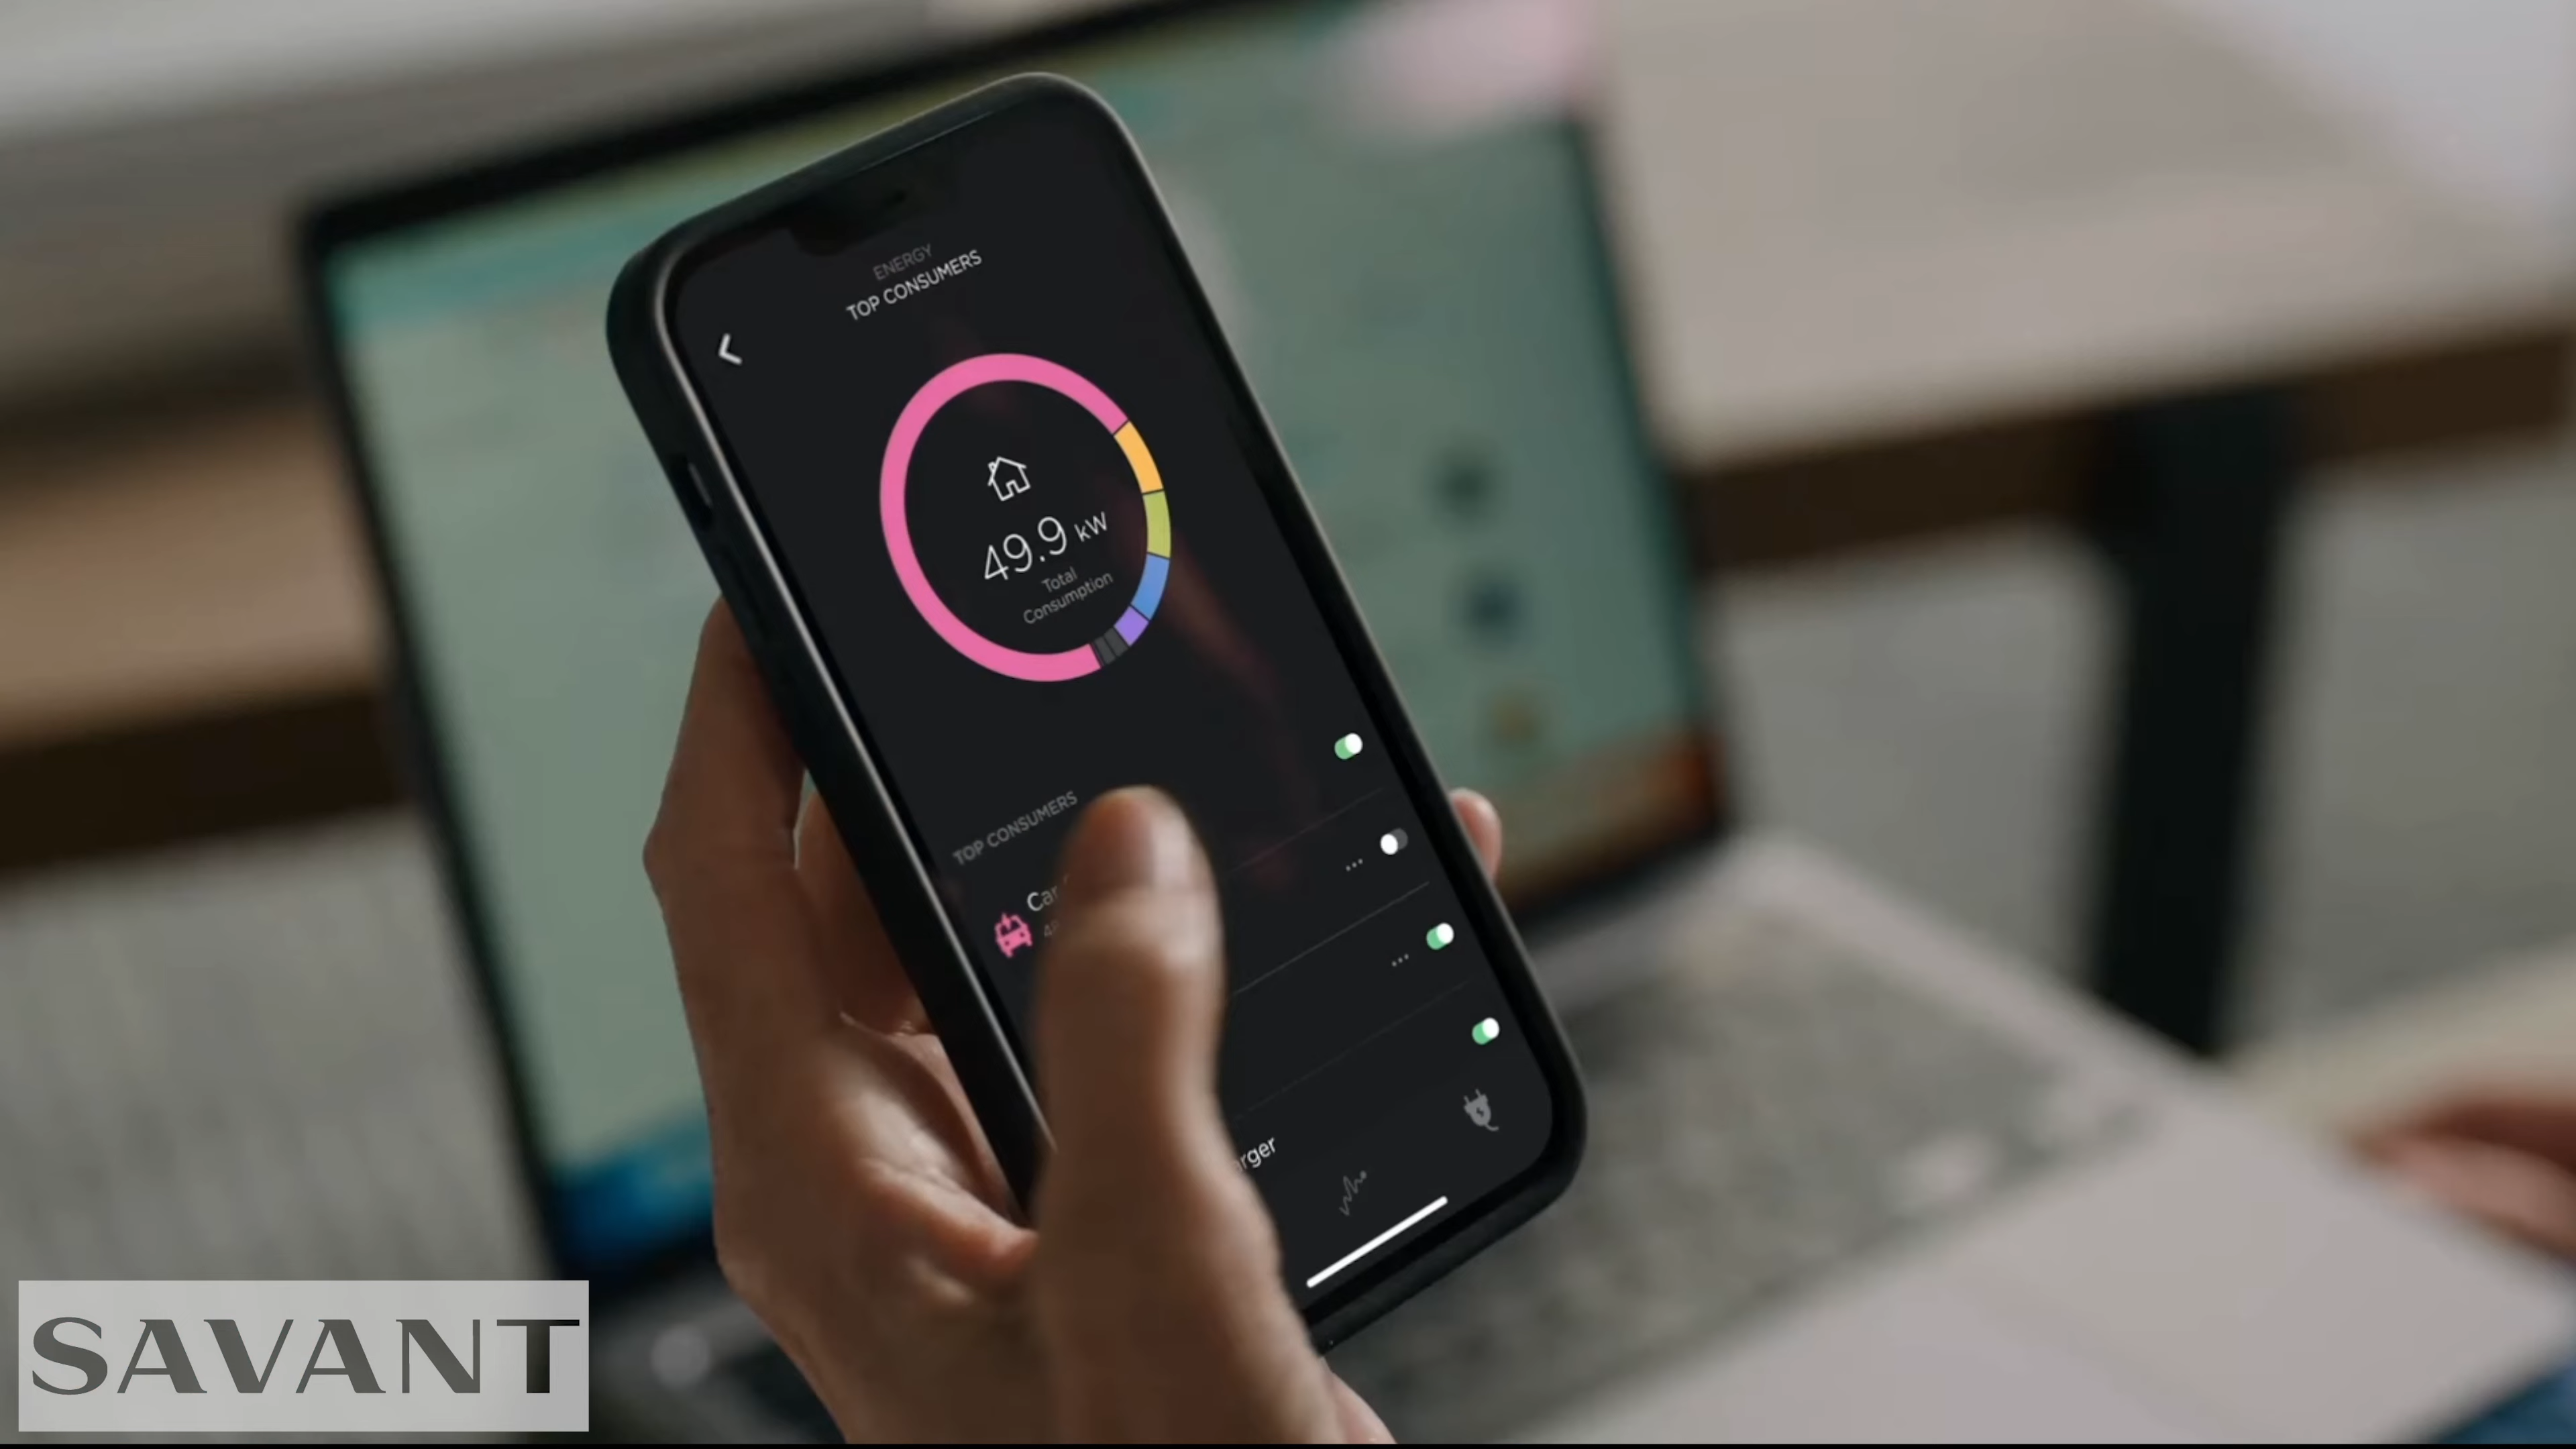 ENERGY
TOP CONSUMERS
49.9 kW
Total
Consumption
TOP CONSUMERS
SAVANT